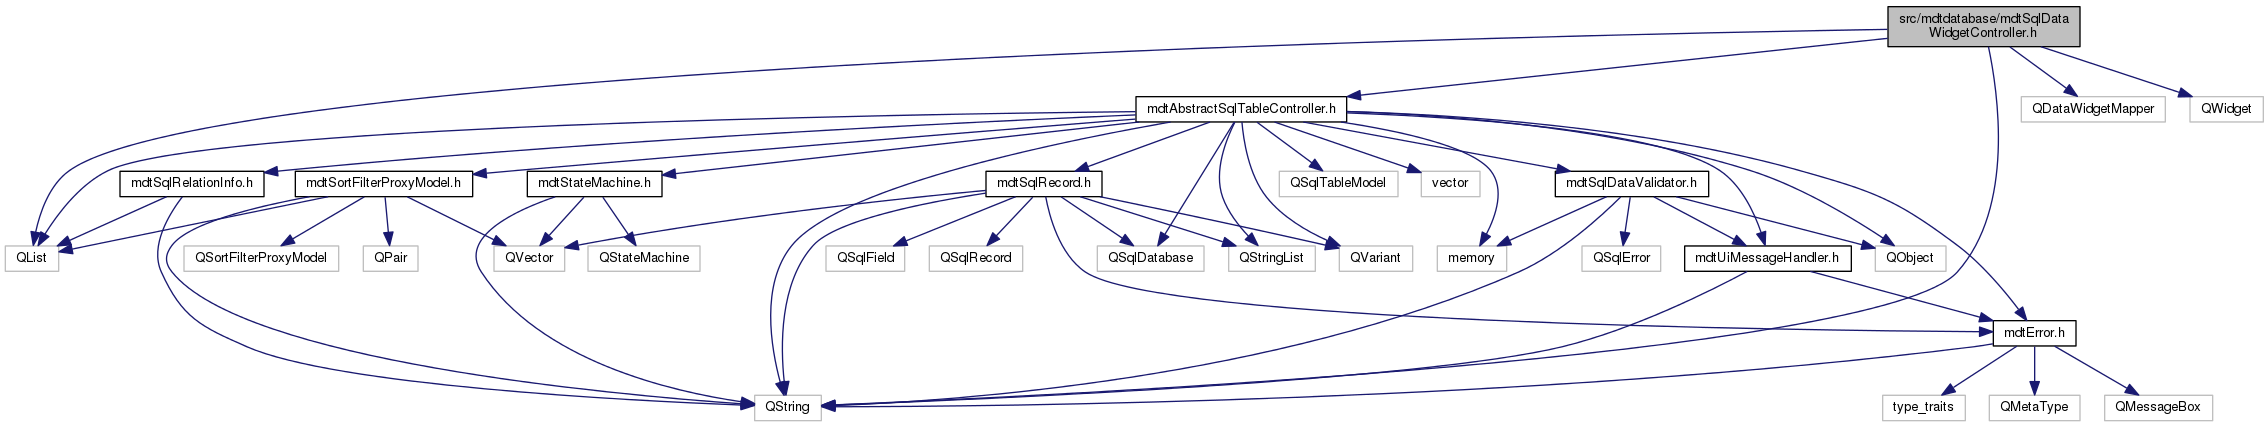 src/mdtdatabase/mdtSqlData
WidgetController.h
mdtAbstractSqlTableController.h
QDataWidgetMapper
QWidget
mdtSqlRelationInfo.h
mdtSortFilterProxyModel.h
mdtStateMachine.h
mdtSqlRecord.h
QSqlTableModel
vector
mdtSqlDataValidator.h
QList
QSortFilterProxyModel
QPair
QVector
QStateMachine
QSqlField
QSqlRecord
QSqlDatabase
QStringList
QVariant
memory
QSqlError
mdtUiMessageHandler.h
QObject
mdtError.h
QString
type_traits
QMetaType
QMessageBox